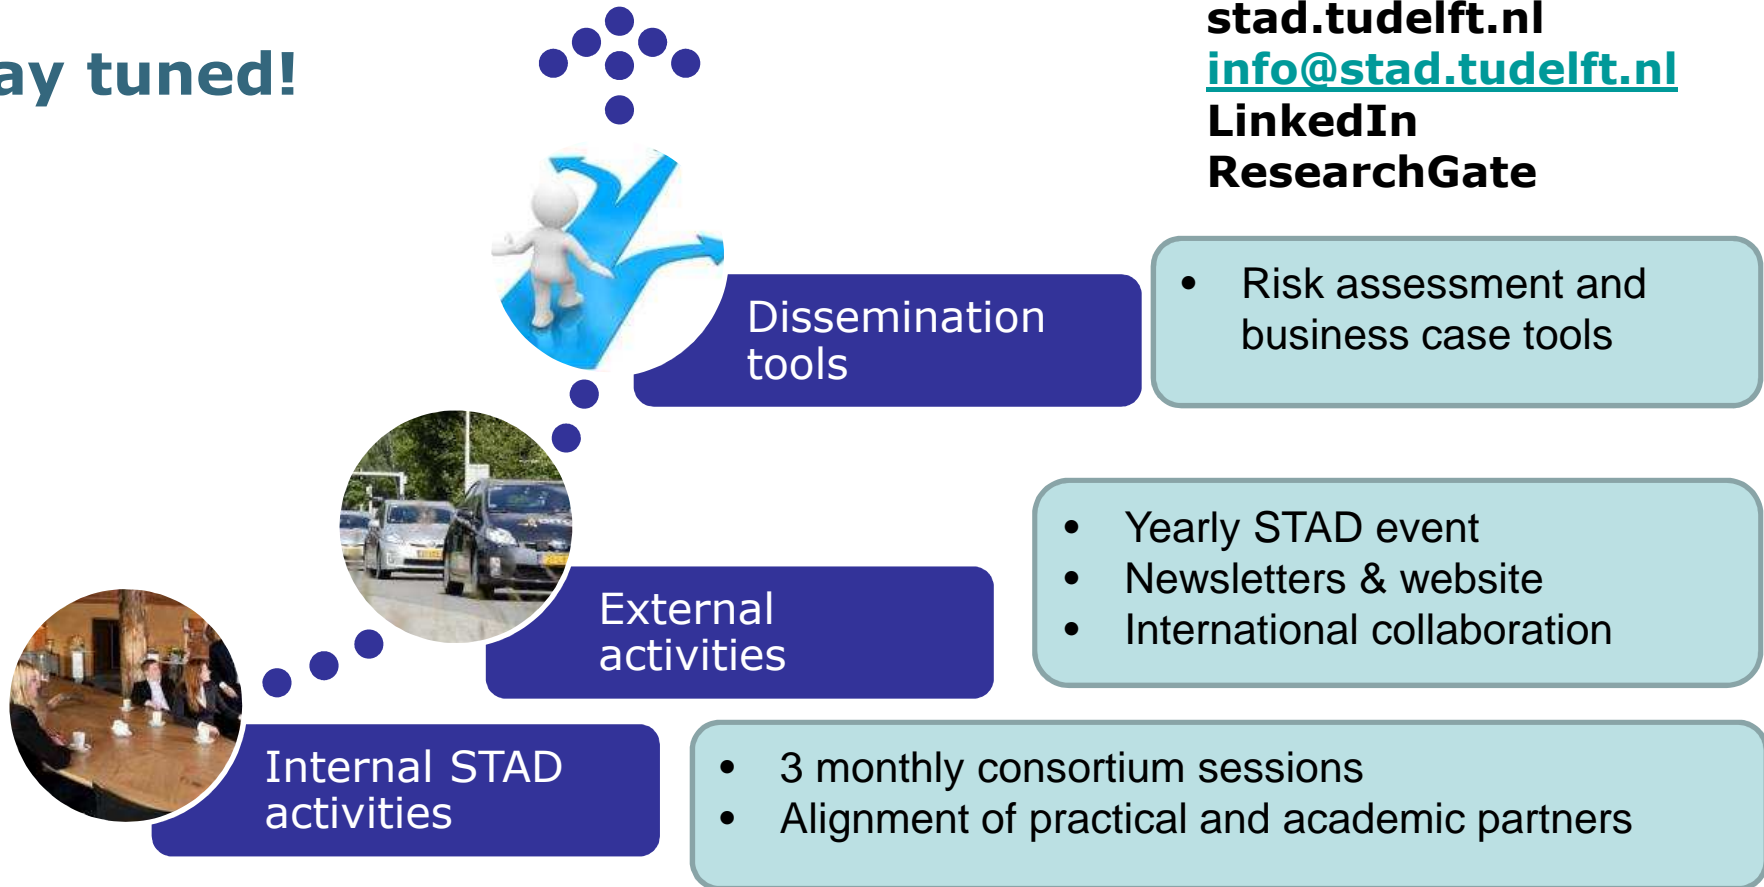 ay tuned!
stad.tudelft.nl
info@stad.tudelft.nl
LinkedIn
ResearchGate
Dissemination
tools
• Risk assessment and
business case tools
External
activities
• Yearly STAD event
• Newsletters & website
• International collaboration
Internal STAD
activities
• 3 monthly consortium sessions
• Alignment of practical and academic partners